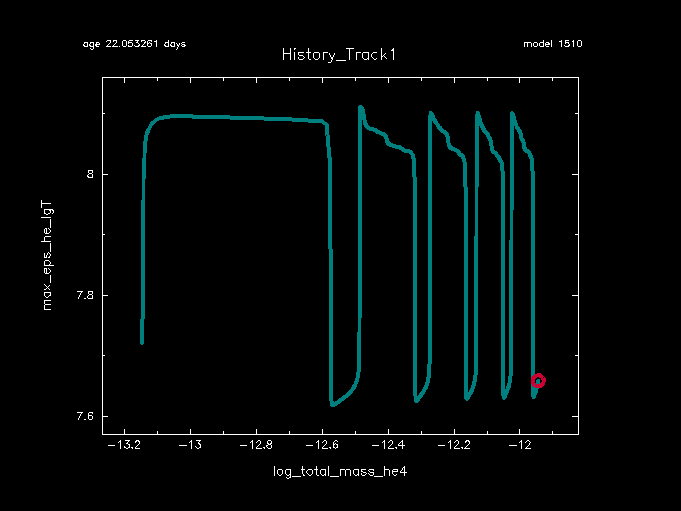 age 22.053261 days
model 1510
History_Track1
8
7.8
7.6
max_eps_he_lgT
−13.2
−13
−12.8
−12.6
−12.4
−12.2
−12
log_total_mass_he4